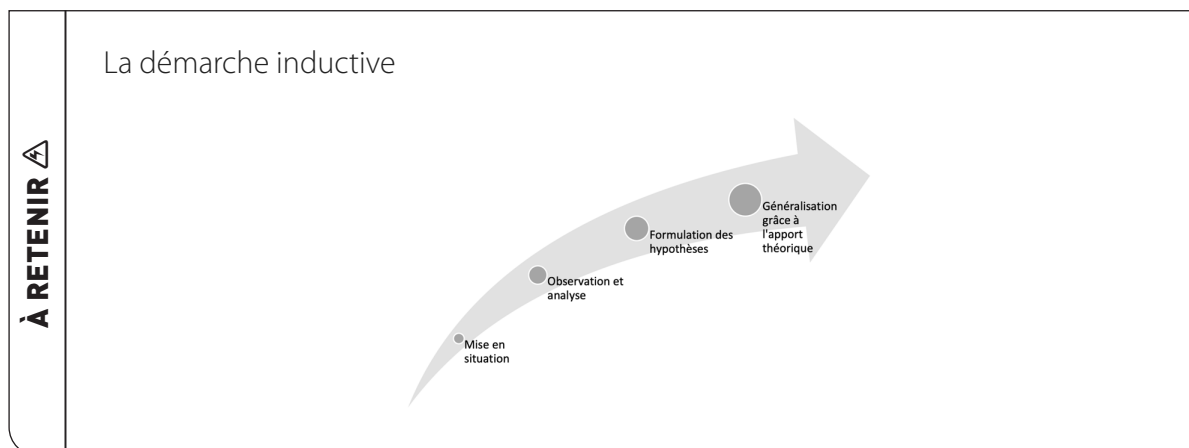 À RETENIR
La démarche inductive
Mise en
situation
Observation et
analyse
Formulation des
hypothèses
Généralisation
grâce à
l'apport
théorique